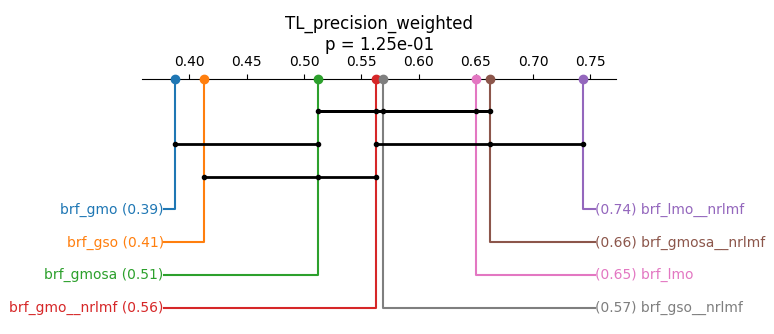 TL_precision_weighted
p = 1.25e-01
0.40 0.45 0.50 0.55 0.60 0.65 0.70 0.75
brf_gmo (0.39) (0.74) brf_lmo__nrlmf
brf_gso (0.41) (0.66) brf_gmosa__nrlmf
brf_gmosa (0.51) (0.65) brf_lmo
brf_gmo__nrlmf (0.56) (0.57) brf_gso__nrlmf